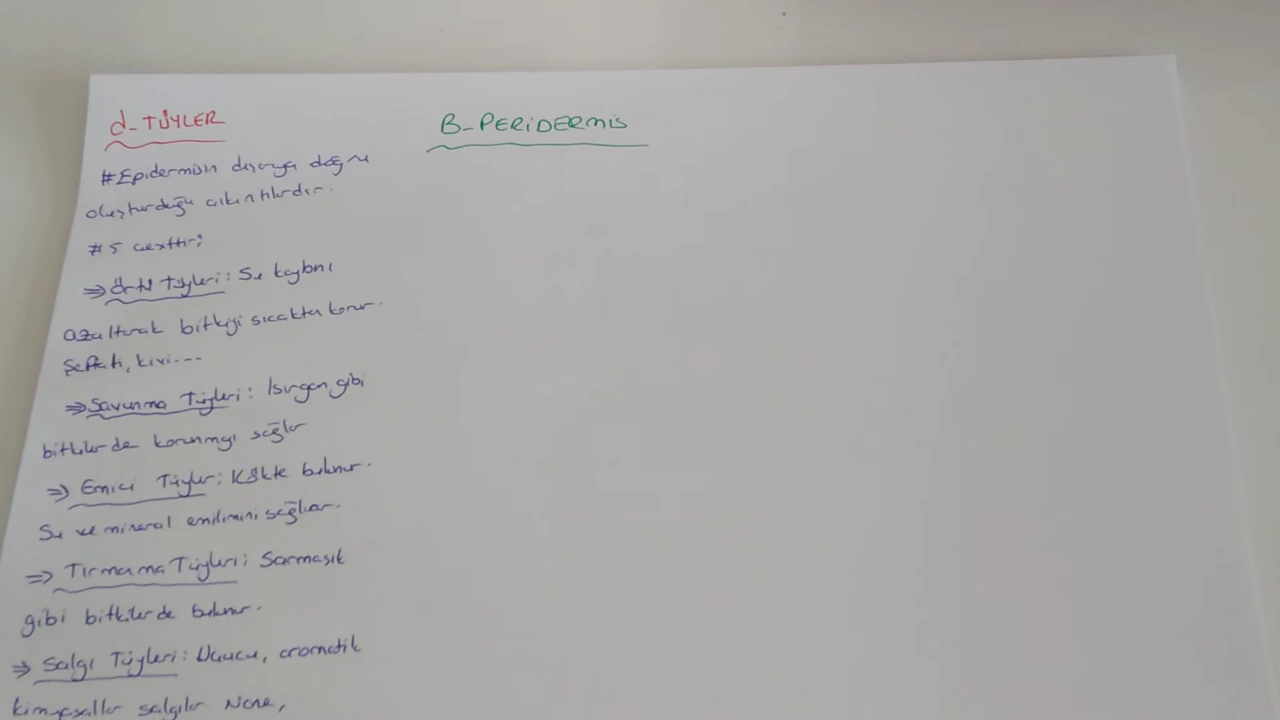 d-TÜYLER
#Epidermisin dışarıya doğru
oluşturduğu çıkıntılardır.
#5 çeşittir;
⇒Örtü Tüyleri: Su kaybını
azaltarak bitkiyi sıcaktan korur.
Şeftali, kivi---
⇒Savunma Tüyleri: Isırgan gibi
bitkilerde korunmayı sağlar
⇒ Emici Tüyler: Kökte bulunur.
Su ve mineral emilimini sağlar.
⇒ Tırmanma Tüyleri; Sarmaşık
gibi bitkilerde bulunur.
⇒ Salgı Tüyleri: Uçucu, aromatik
kimyasallar salgılar Nane,
B-PERİDERMİS